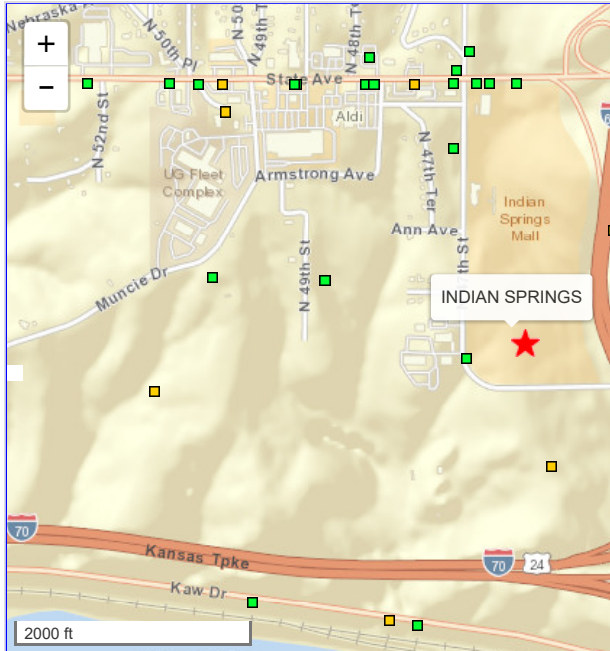 Nebraska
N 50th Pl
N 50
N 49th T
N 48th Te
+
−
State Ave
N 52nd St
Aldi
UG Fleet
Complex
Armstrong Ave
N 47th Ter
Indian
Springs
Mall
Ann Ave
47th St
Muncie Dr
N 49th St
INDIAN SPRINGS
70
Kansas Tpke
70
24
Kaw Dr
2000 ft